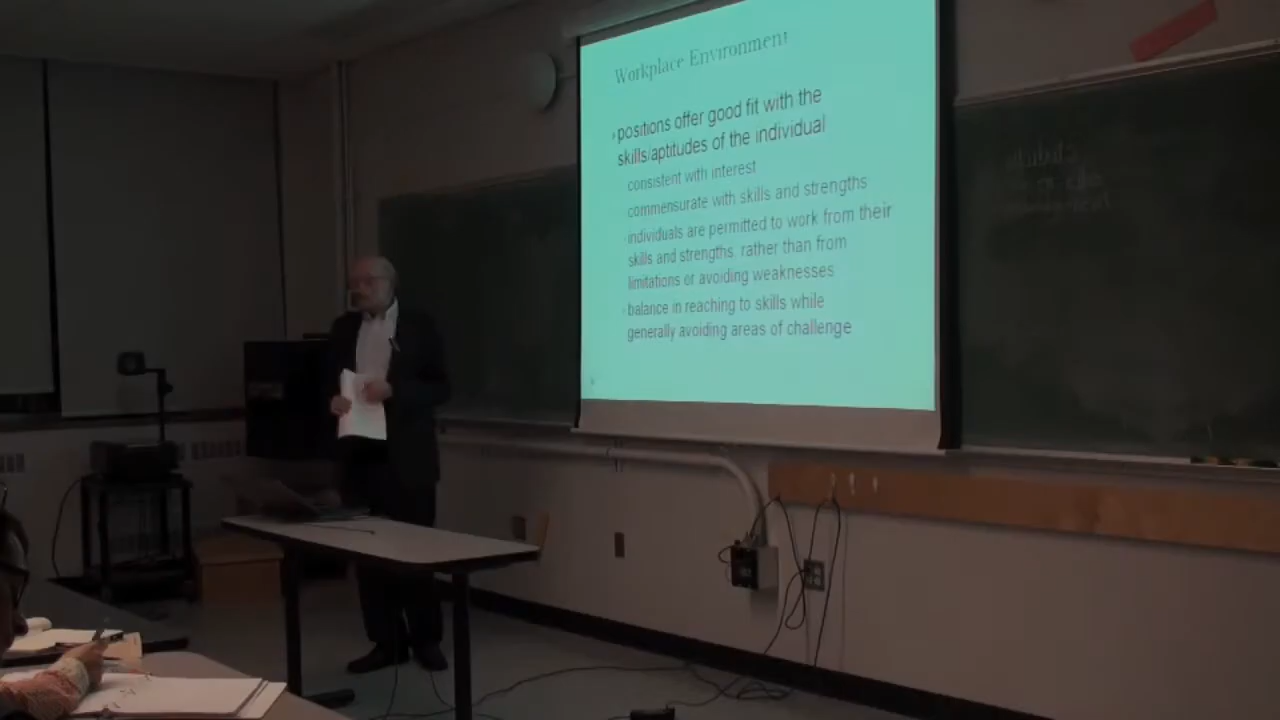 Workplace Environment
positions offer good fit with the
skills/aptitudes of the individual
consistent with interest
commensurate with skills and strengths
individuals are permitted to work from their
skills and strengths, rather than from
limitations or avoiding weaknesses
balance in reaching to skills while
generally avoiding areas of challenge